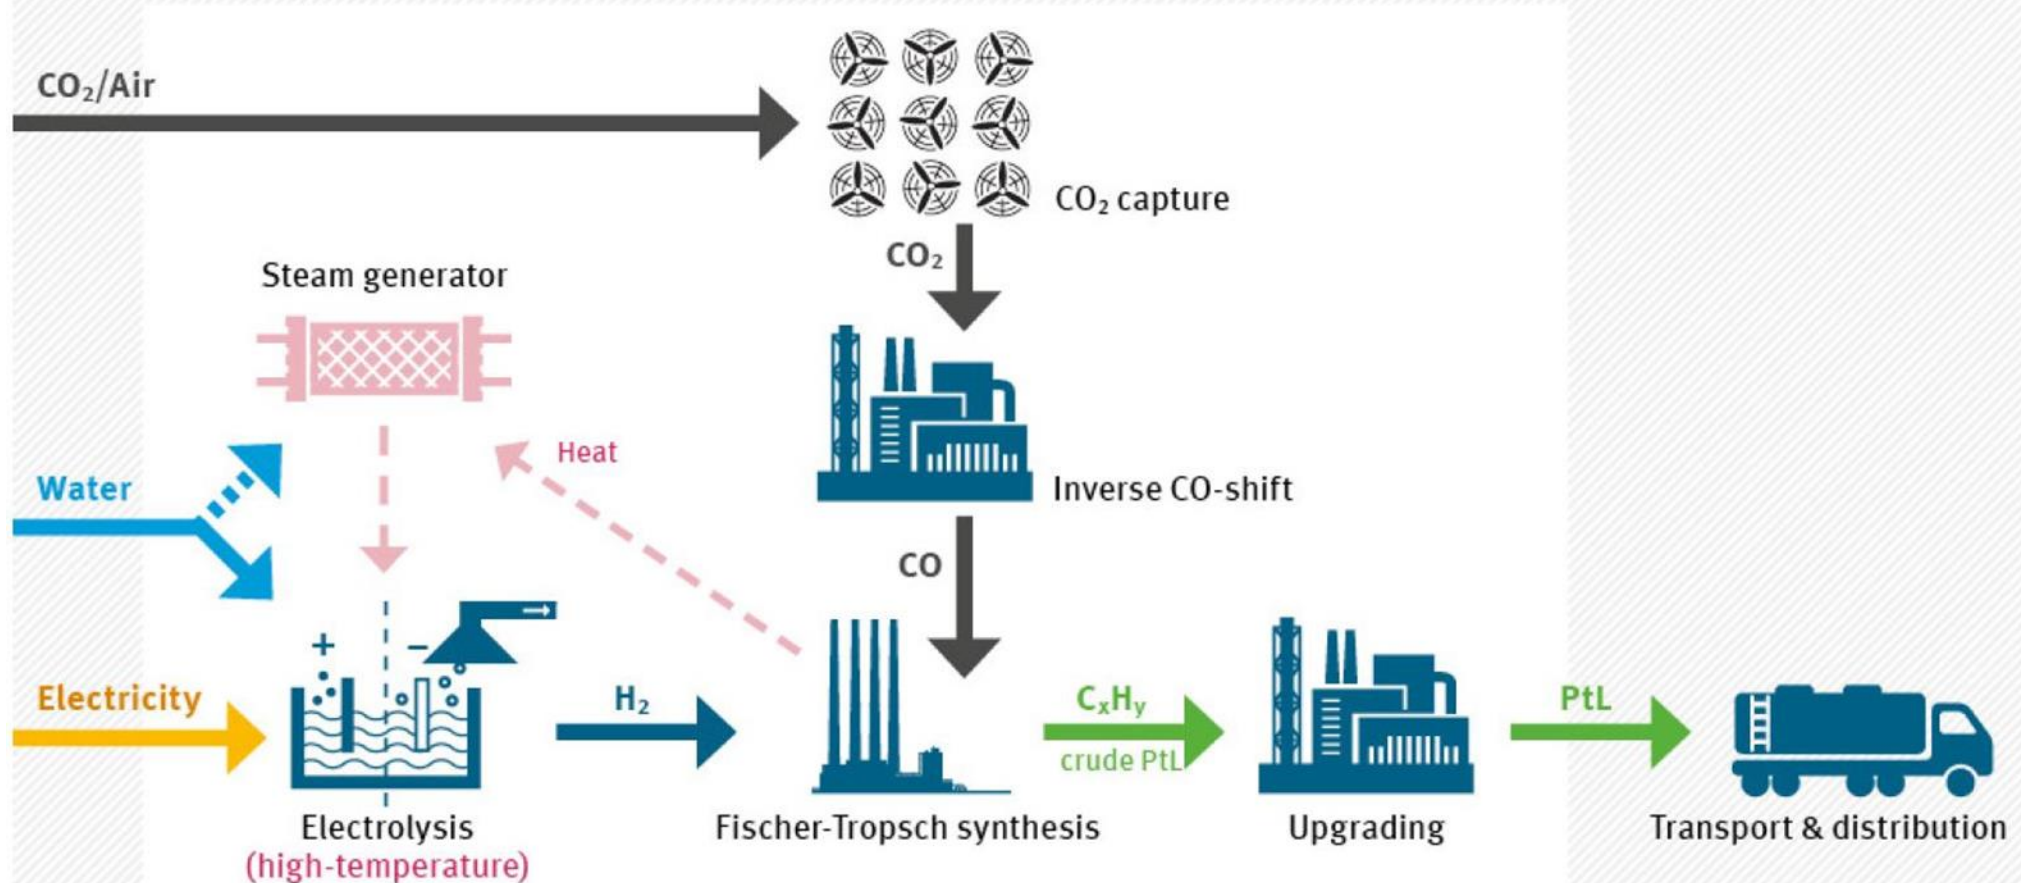 CO₂/Air
CO₂ capture
CO₂
Steam generator
Heat
Water
Inverse CO-shift
CO
+
−
Electricity
H₂
CₓHᵧ
crude PtL
PtL
Electrolysis
(high-temperature)
Fischer-Tropsch synthesis
Upgrading
Transport & distribution